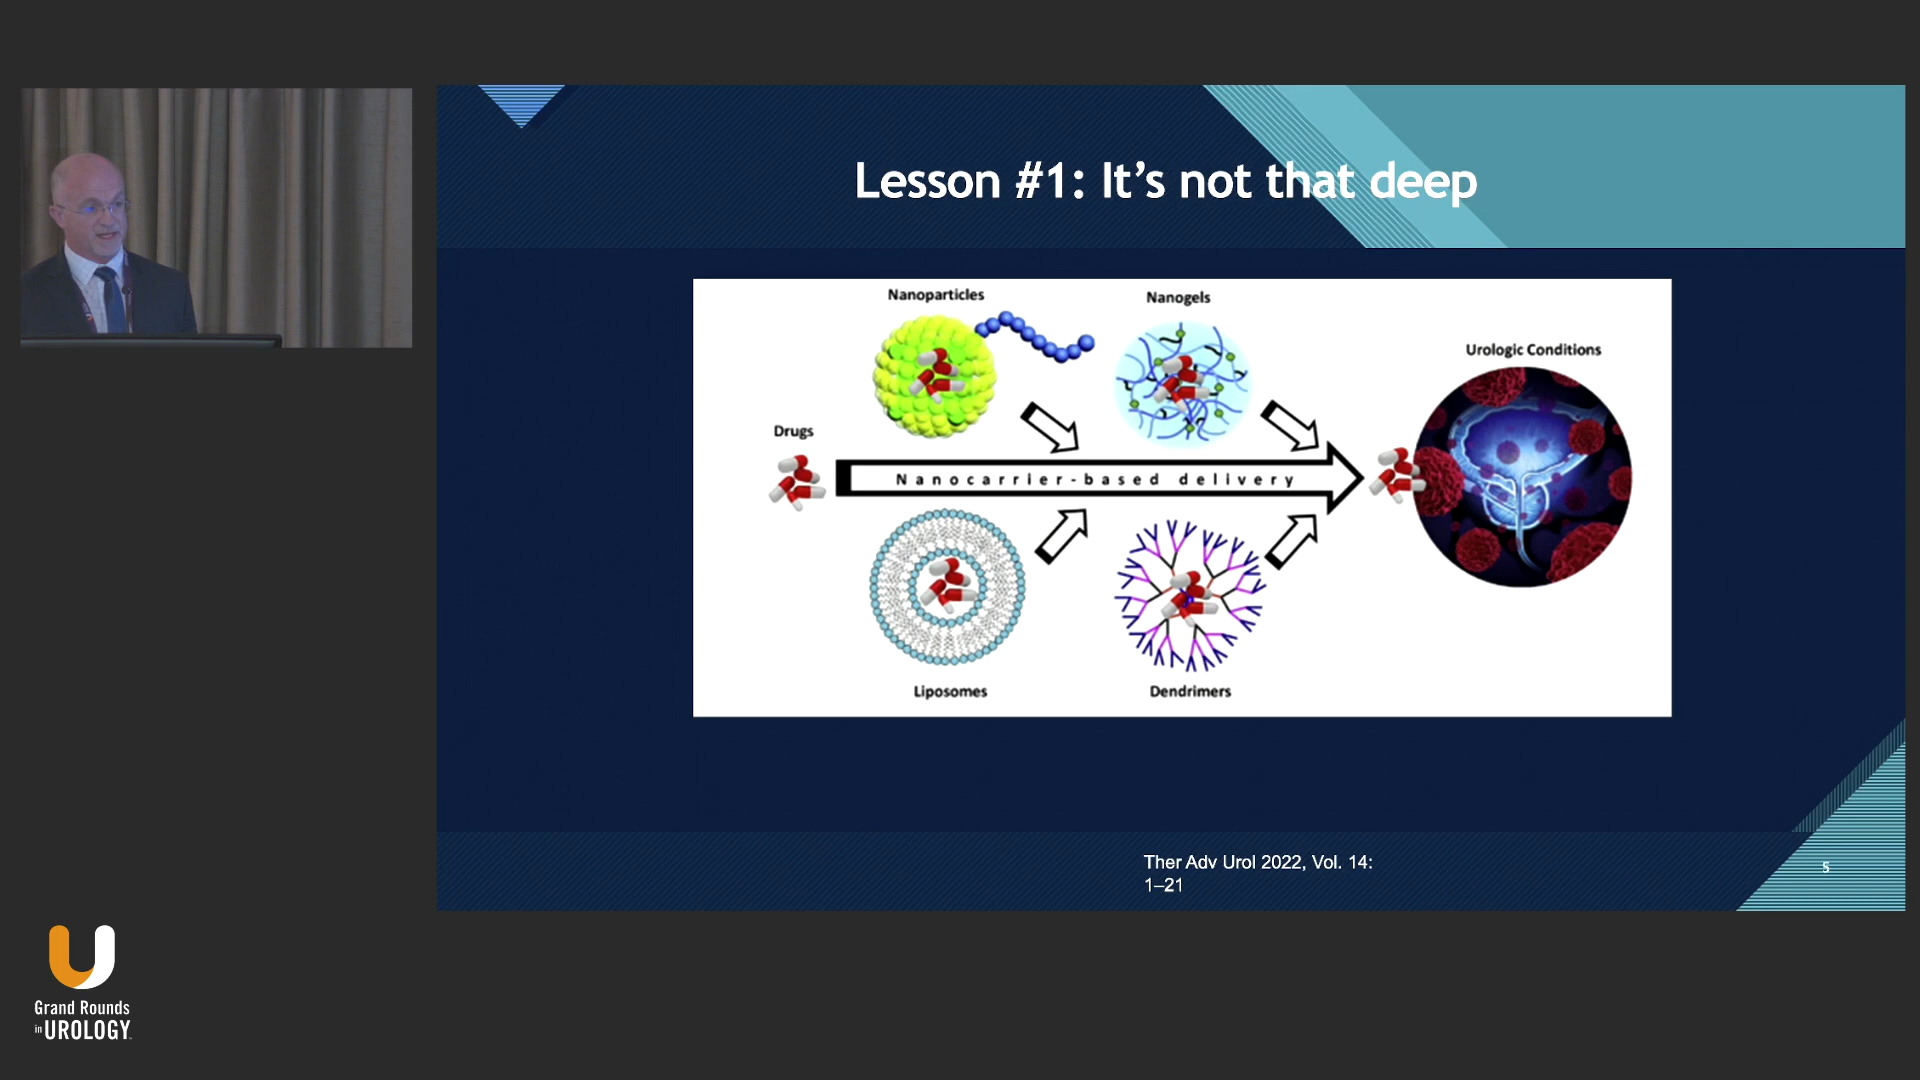 Lesson #1: It’s not that deep
Nanoparticles
Nanogels
Urologic Conditions
Drugs
Nanocarrier-based delivery
Liposomes
Dendrimers
Ther Adv Urol 2022, Vol. 14:
1–21
5
Grand Rounds
in UROLOGY